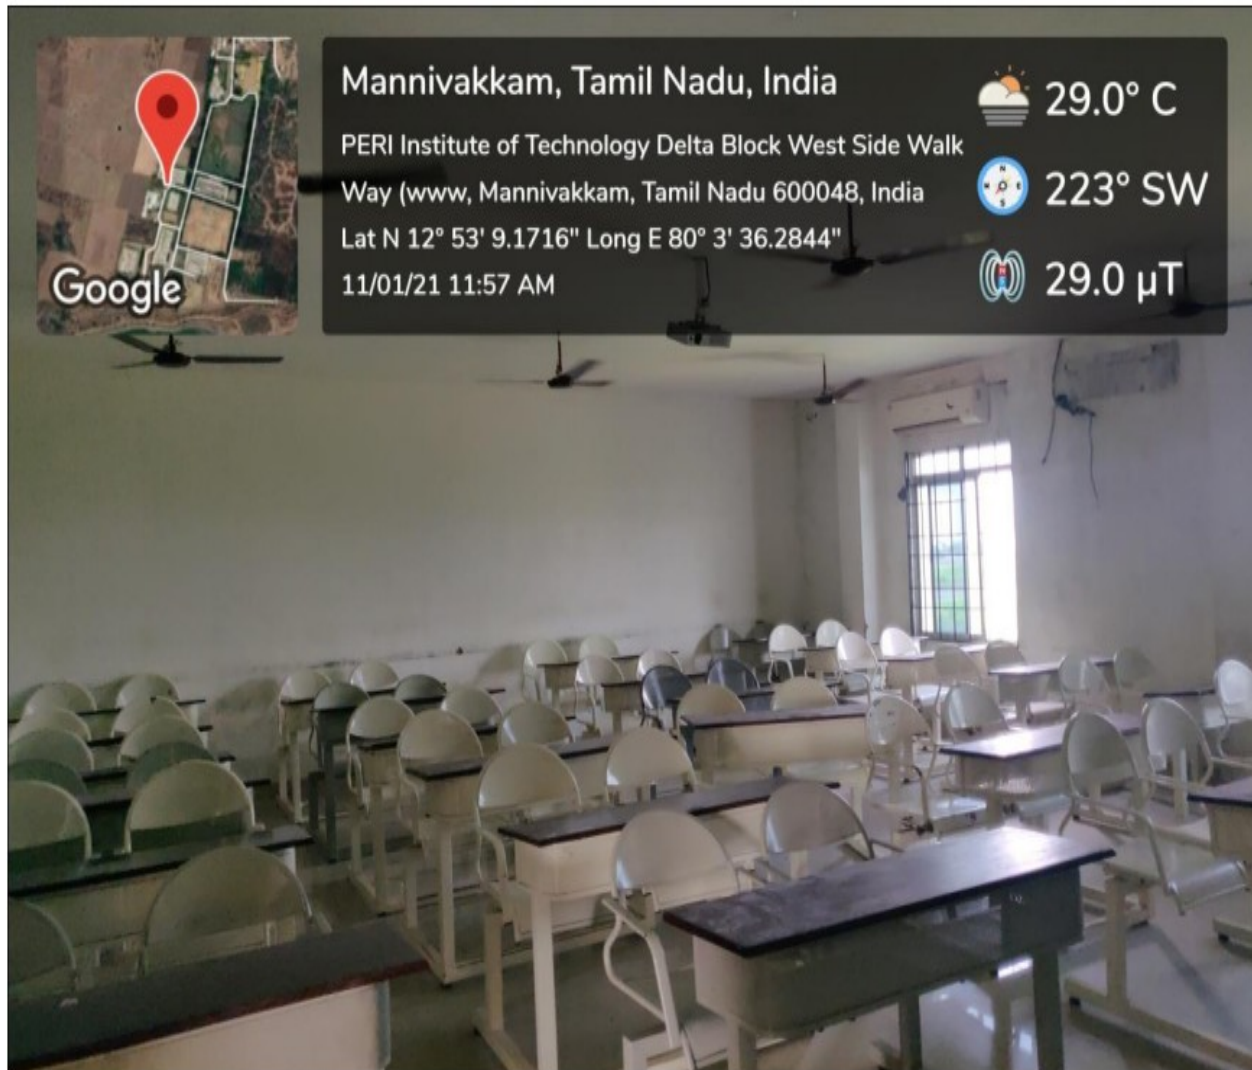 Google
Mannivakkam, Tamil Nadu, India
PERI Institute of Technology Delta Block West Side Walk
Way (www, Mannivakkam, Tamil Nadu 600048, India
Lat N 12° 53' 9.1716" Long E 80° 3' 36.2844"
11/01/21 11:57 AM
29.0° C
223° SW
29.0 µT